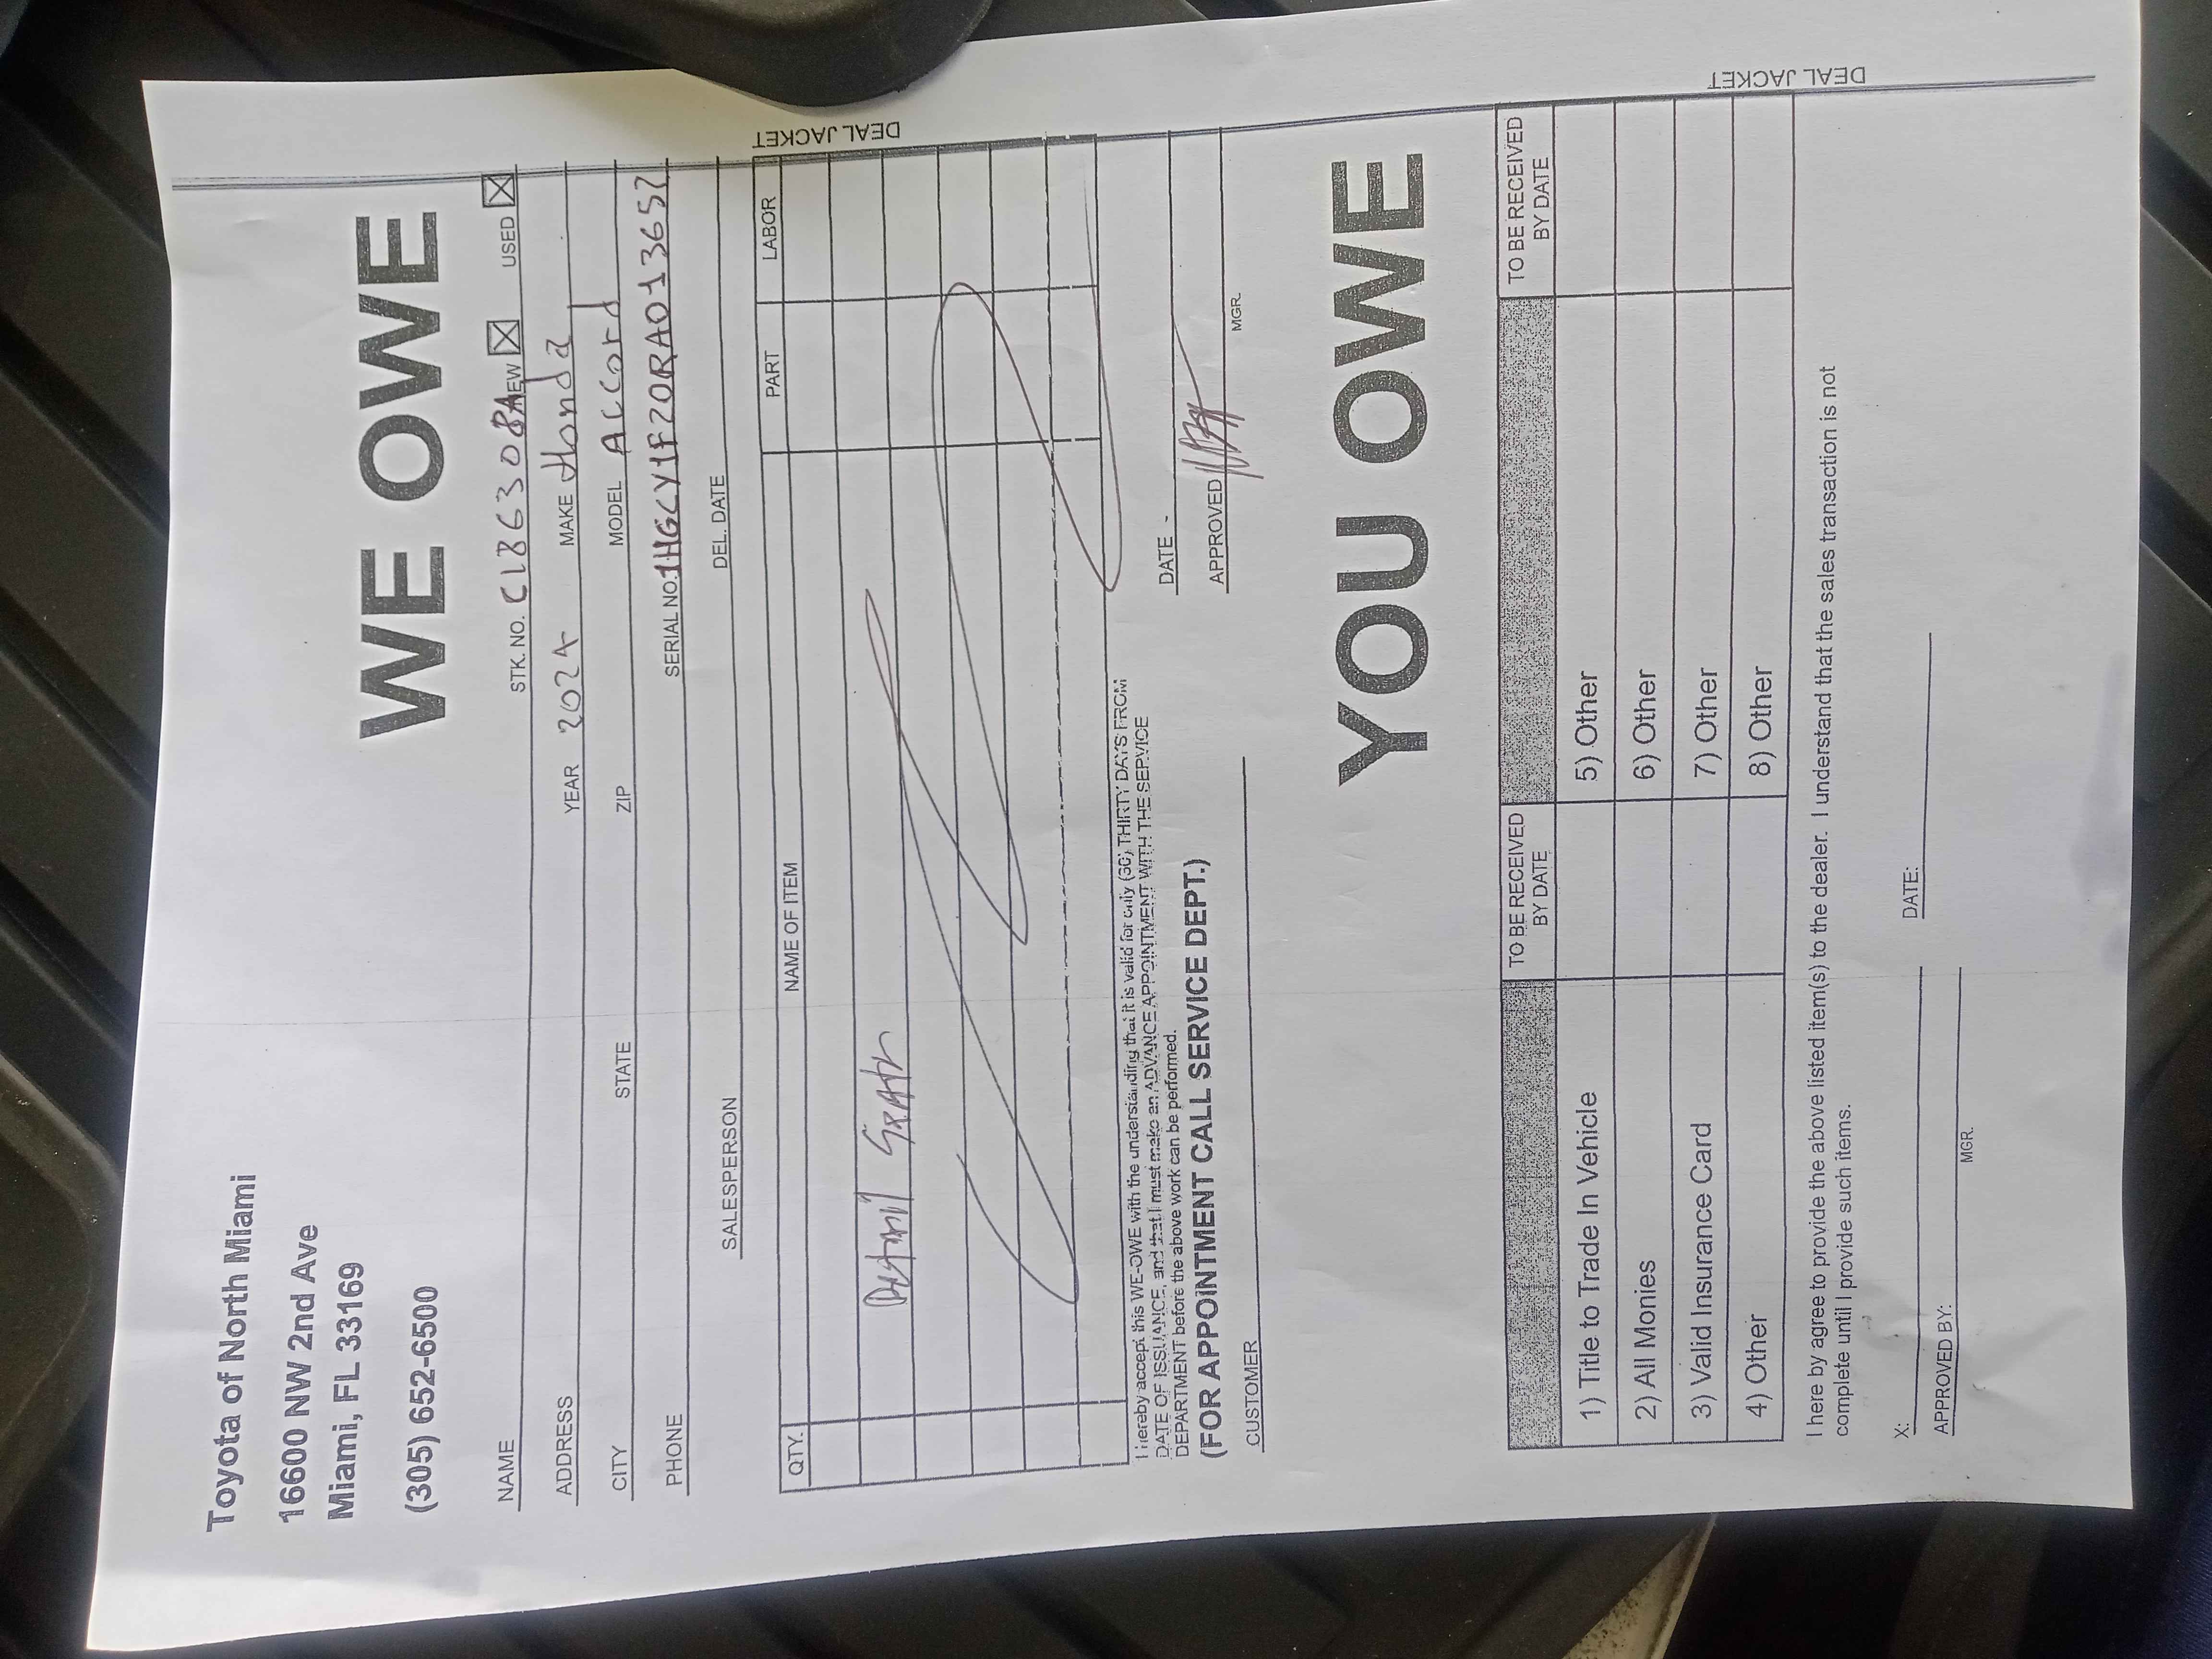 Toyota of North Miami
16600 NW 2nd Ave
Miami, FL 33169
(305) 652-6500
WE OWE
NAME STK. NO. NEW ☒ USED ☒
ADDRESS YEAR 2024 MAKE Honda
CITY STATE ZIP MODEL Accord
PHONE SERIAL NO. 1HGCY1F20RA013657
SALESPERSON DEL. DATE
QTY. NAME OF ITEM PART LABOR
DEAL JACKET
I hereby accept this WE-OWE with the understanding that it is valid for only (30) THIRTY DAYS FROM
DATE OF ISSUANCE, and that I must make an ADVANCE APPOINTMENT WITH THE SERVICE
DEPARTMENT before the above work can be performed.
(FOR APPOINTMENT CALL SERVICE DEPT.)
DATE -
CUSTOMER APPROVED
MGR.
YOU OWE
TO BE RECEIVED BY DATE TO BE RECEIVED BY DATE
1) Title to Trade In Vehicle 5) Other
2) All Monies 6) Other
3) Valid Insurance Card 7) Other
4) Other 8) Other
DEAL JACKET
I here by agree to provide the above listed item(s) to the dealer. I understand that the sales transaction is not
complete until I provide such items.
X: DATE:
APPROVED BY:
MGR.